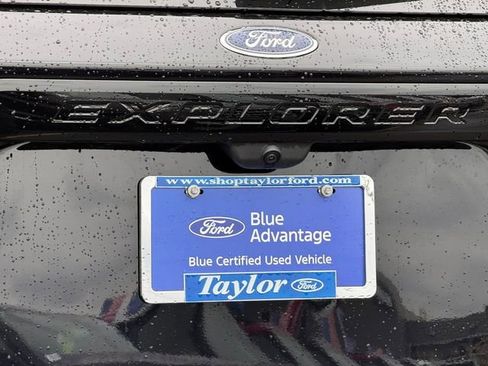 Ford
EXPLORER
www.shoptaylorford.com
Ford
Blue
Advantage
Blue Certified Used Vehicle
Taylor Ford